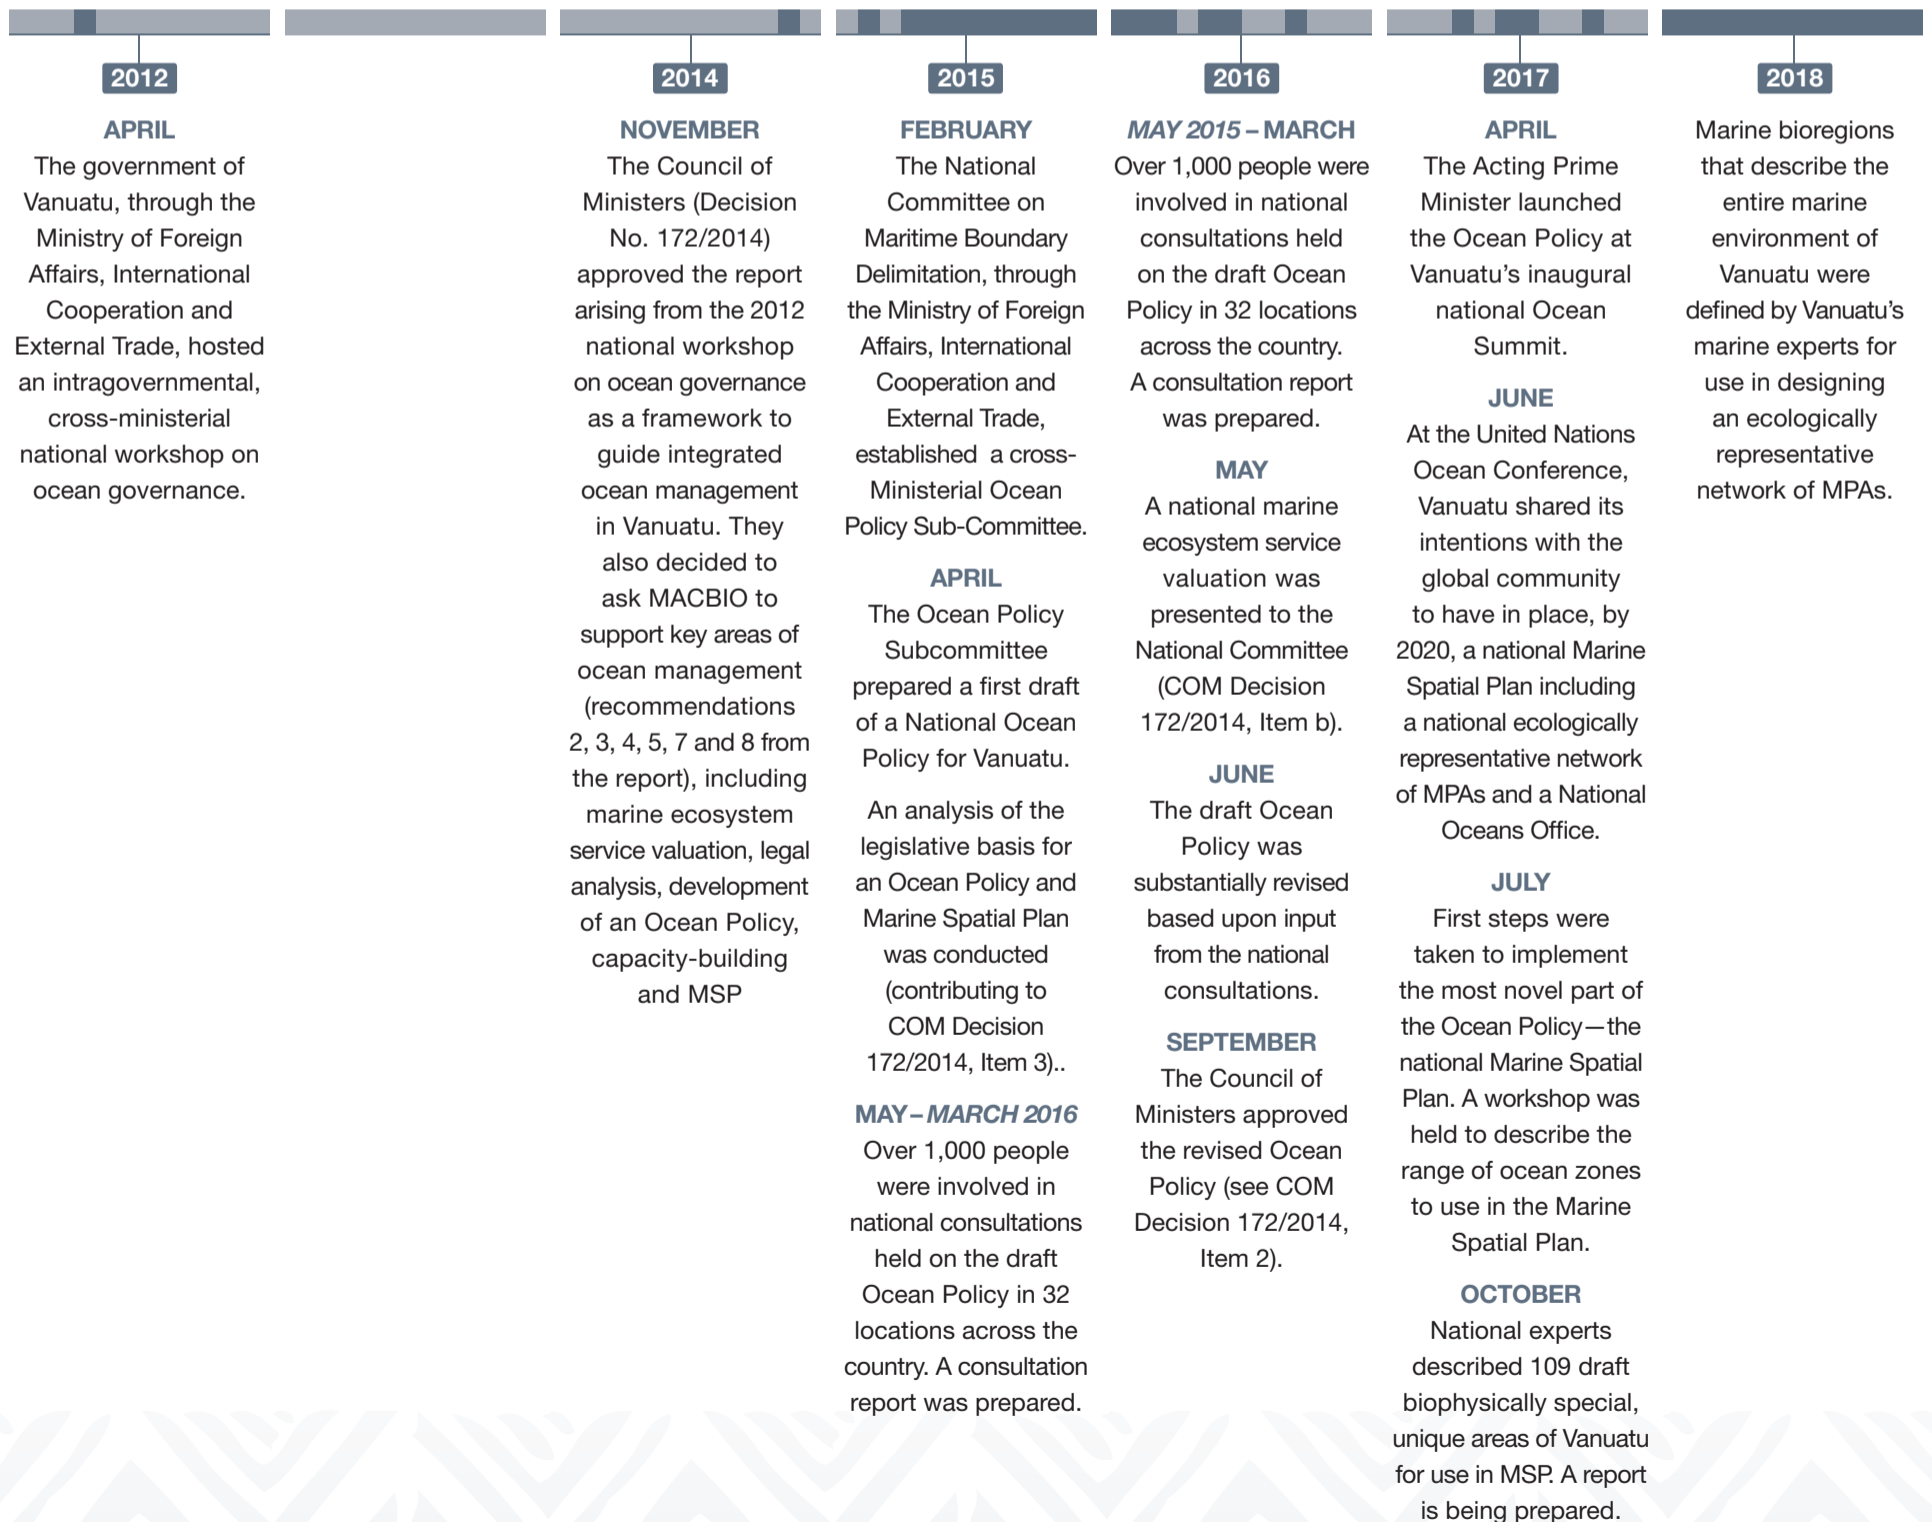 2012
APRIL
The government of
Vanuatu, through the
Ministry of Foreign
Affairs, International
Cooperation and
External Trade, hosted
an intragovernmental,
cross-ministerial
national workshop on
ocean governance.
2014
NOVEMBER
The Council of
Ministers (Decision
No. 172/2014)
approved the report
arising from the 2012
national workshop
on ocean governance
as a framework to
guide integrated
ocean management
in Vanuatu. They
also decided to
ask MACBIO to
support key areas of
ocean management
(recommendations
2, 3, 4, 5, 7 and 8 from
the report), including
marine ecosystem
service valuation, legal
analysis, development
of an Ocean Policy,
capacity-building
and MSP
2015
FEBRUARY
The National
Committee on
Maritime Boundary
Delimitation, through
the Ministry of Foreign
Affairs, International
Cooperation and
External Trade,
established a cross-
Ministerial Ocean
Policy Sub-Committee.
APRIL
The Ocean Policy
Subcommittee
prepared a first draft
of a National Ocean
Policy for Vanuatu.
An analysis of the
legislative basis for
an Ocean Policy and
Marine Spatial Plan
was conducted
(contributing to
COM Decision
172/2014, Item 3)..
MAY – MARCH 2016
Over 1,000 people
were involved in
national consultations
held on the draft
Ocean Policy in 32
locations across the
country. A consultation
report was prepared.
2016
MAY 2015 – MARCH
Over 1,000 people were
involved in national
consultations held
on the draft Ocean
Policy in 32 locations
across the country.
A consultation report
was prepared.
MAY
A national marine
ecosystem service
valuation was
presented to the
National Committee
(COM Decision
172/2014, Item b).
JUNE
The draft Ocean
Policy was
substantially revised
based upon input
from the national
consultations.
SEPTEMBER
The Council of
Ministers approved
the revised Ocean
Policy (see COM
Decision 172/2014,
Item 2).
2017
APRIL
The Acting Prime
Minister launched
the Ocean Policy at
Vanuatu’s inaugural
national Ocean
Summit.
JUNE
At the United Nations
Ocean Conference,
Vanuatu shared its
intentions with the
global community
to have in place, by
2020, a national Marine
Spatial Plan including
a national ecologically
representative network
of MPAs and a National
Oceans Office.
JULY
First steps were
taken to implement
the most novel part of
the Ocean Policy—the
national Marine Spatial
Plan. A workshop was
held to describe the
range of ocean zones
to use in the Marine
Spatial Plan.
OCTOBER
National experts
described 109 draft
biophysically special,
unique areas of Vanuatu
for use in MSP. A report
is being prepared.
2018
Marine bioregions
that describe the
entire marine
environment of
Vanuatu were
defined by Vanuatu’s
marine experts for
use in designing
an ecologically
representative
network of MPAs.